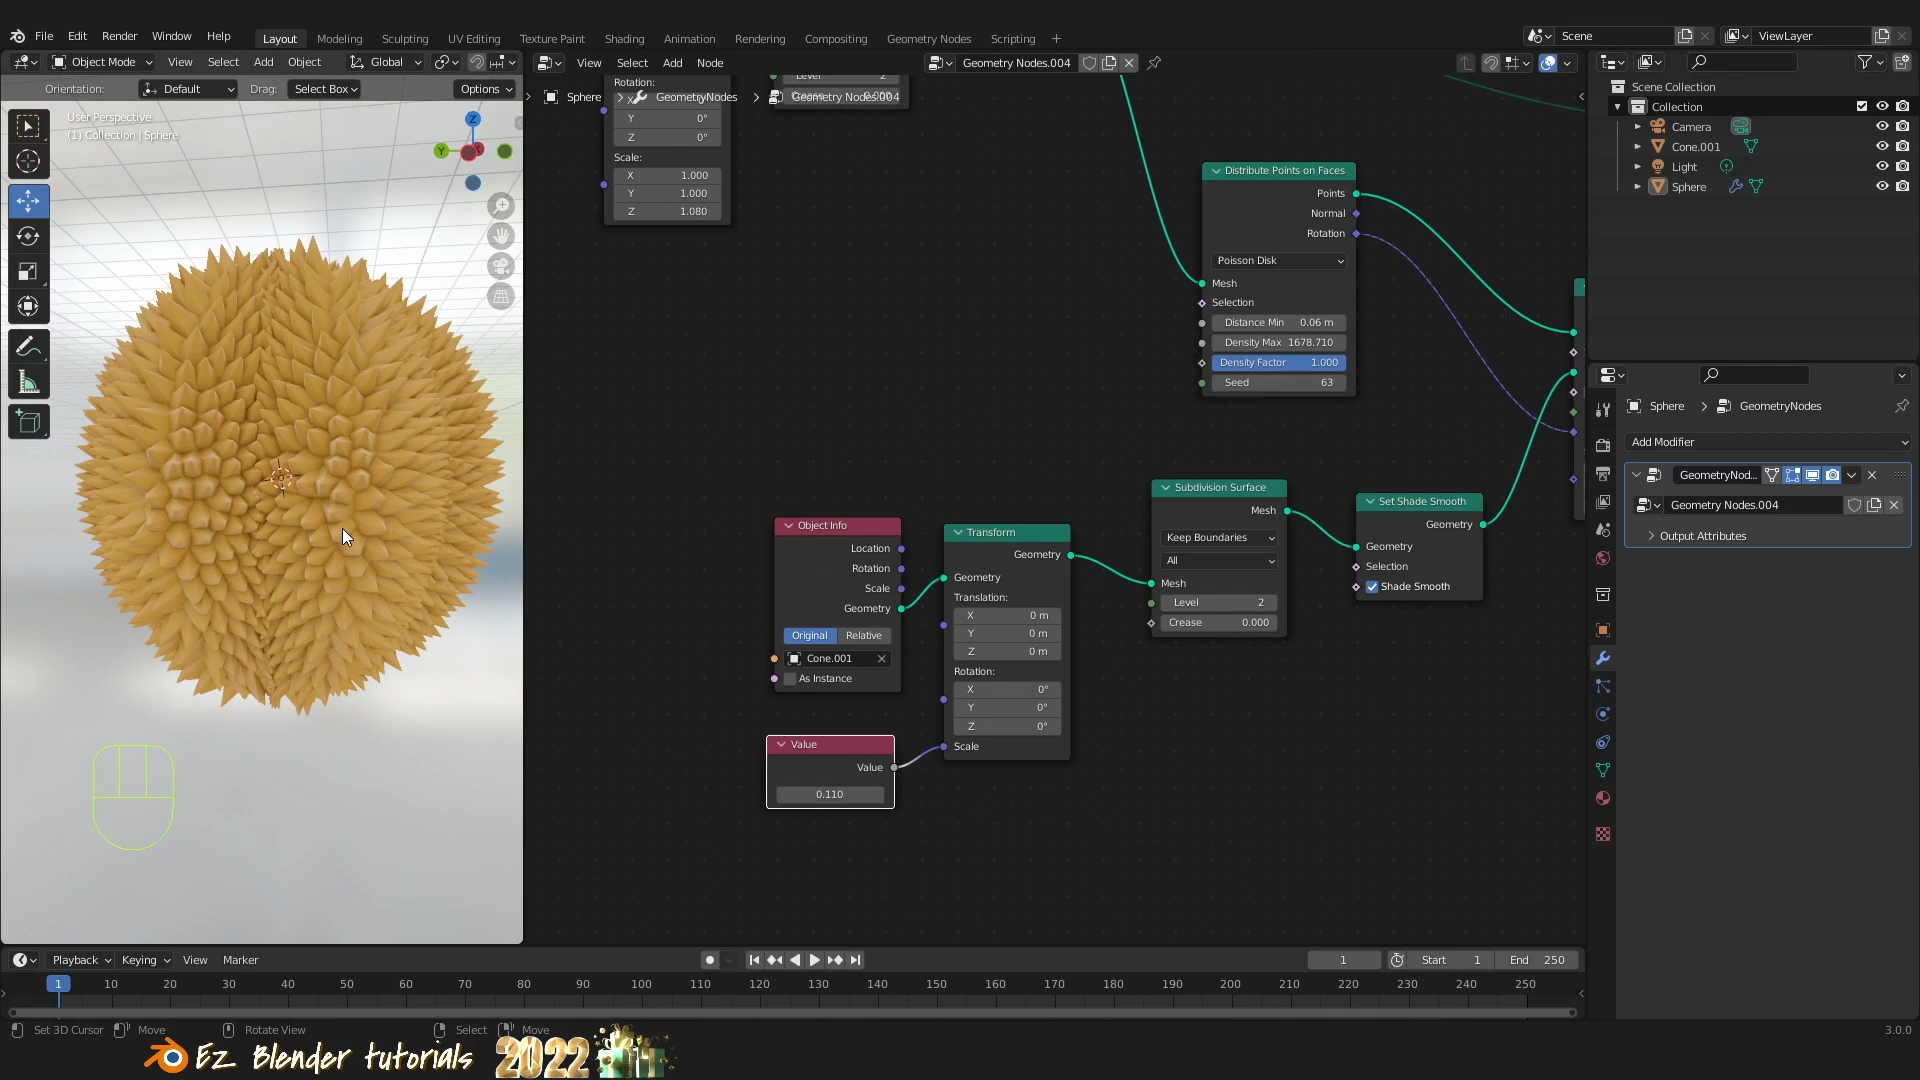 File Edit Render Window Help Layout Modeling Sculpting UV Editing Texture Paint Shading Animation Rendering Compositing Geometry Nodes Scripting + Scene ViewLayer
Object Mode View Select Add Object Global View Select Add Node Geometry Nodes.004
Orientation: Default Drag: Select Box Options
User Perspective
(1) Collection | Sphere
Z
Y
Sphere GeometryNodes Geometry Nodes.004
Rotation:
X 0°
Y 0°
Z 0°
Scale:
X 1.000
Y 1.000
Z 1.080
Level 2
Crease 0.000
Distribute Points on Faces
Points
Normal
Rotation
Poisson Disk
Mesh
Selection
Distance Min 0.06 m
Density Max 1678.710
Density Factor 1.000
Seed 63
Object Info
Location
Rotation
Scale
Geometry
Original Relative
Cone.001
As Instance
Value
Value
0.110
Transform
Geometry
Geometry
Translation:
X 0 m
Y 0 m
Z 0 m
Rotation:
X 0°
Y 0°
Z 0°
Scale
Subdivision Surface
Mesh
Keep Boundaries
All
Mesh
Level 2
Crease 0.000
Set Shade Smooth
Geometry
Geometry
Selection
Shade Smooth
Scene Collection
Collection
Camera
Cone.001
Light
Sphere
Sphere GeometryNodes
Add Modifier
GeometryNod...
Geometry Nodes.004
Output Attributes
Playback Keying View Marker 1 Start 1 End 250
1 10 20 30 40 50 60 70 80 90 100 110 120 130 140 150 160 170 180 190 200 210 220 230 240 250
Set 3D Cursor Move Rotate View Select Move 3.0.0
Ez Blender tutorials 2022